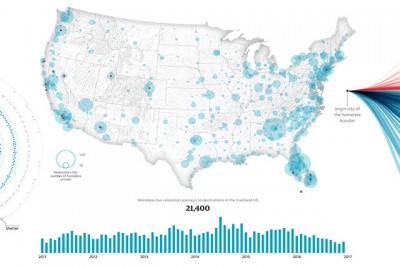 origin city of
the homeless
traveler
Destination city
number of homeless
arrivals
shelter
Homeless bus relocation journeys to destinations in the mainland US
21,400
2011 2012 2013 2014 2015 2016 2017